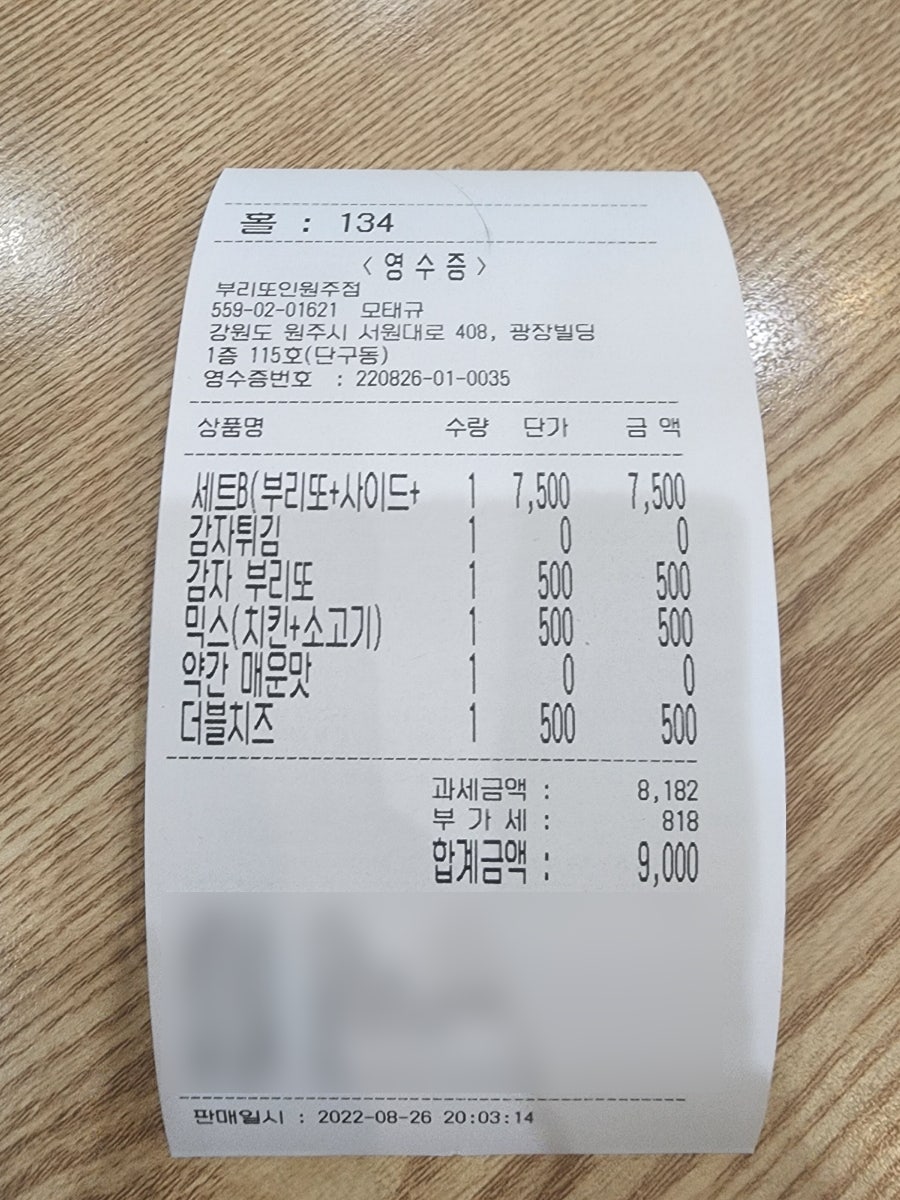 홀 : 134
<영수증>
부리또인원주점
559-02-01621 모태규
강원도 원주시 서원대로 408, 광장빌딩
1층 115호(단구동)
영수증번호 : 220826-01-0035
상품명 수량 단가 금 액
세트B(부리또+사이드+ 1 7,500 7,500
감자튀김 1 0 0
감자 부리또 1 500 500
믹스(치킨+소고기) 1 500 500
약간 매운맛 1 0 0
더블치즈 1 500 500
과세금액 : 8,182
부 가 세 : 818
합계금액 : 9,000
판매일시 : 2022-08-26 20:03:14